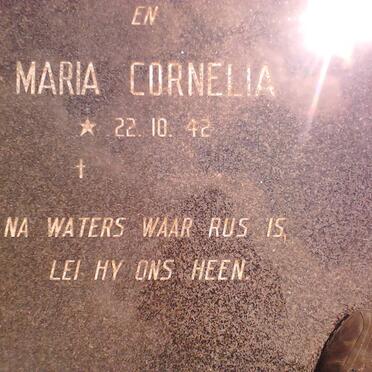 EN
MARIA CORNELIA
★ 22. 10. 42
✝
NA WATERS WAAR RUS IS,
LEI HY ONS HEEN.